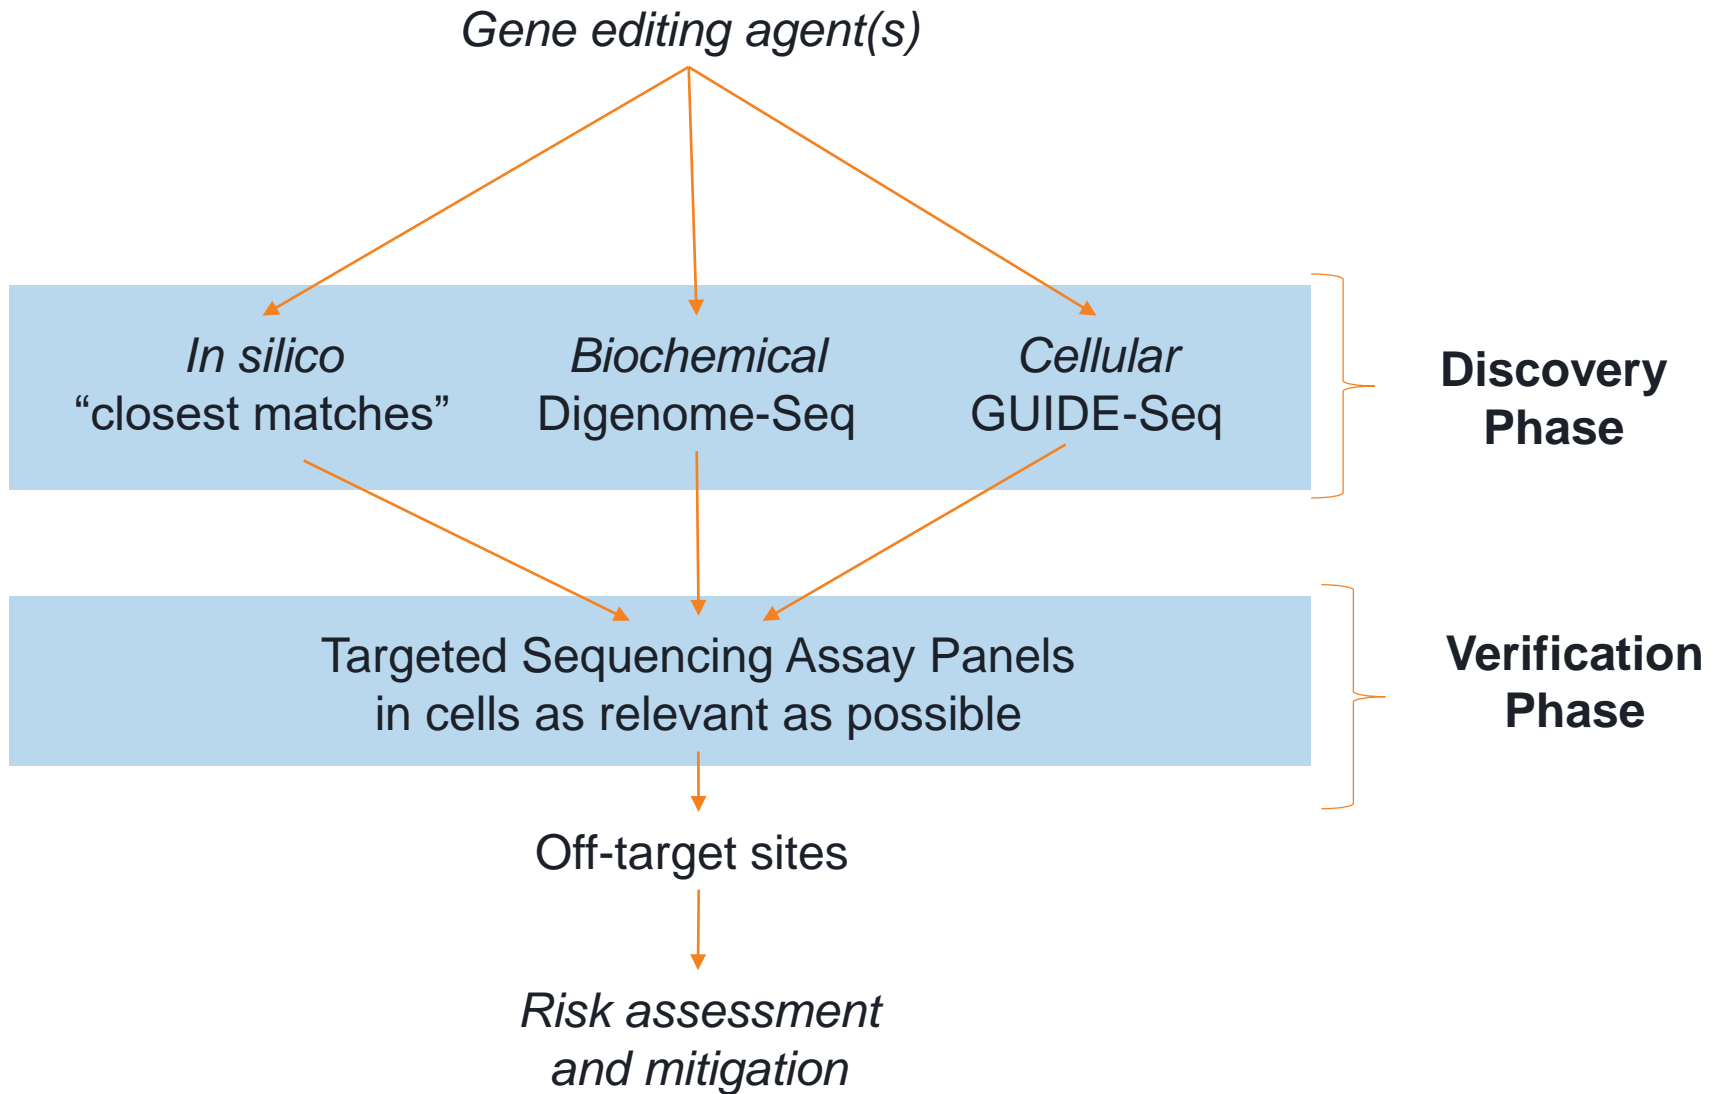 Gene editing agent(s)
In silico
“closest matches”
Biochemical
Digenome-Seq
Cellular
GUIDE-Seq
Discovery
Phase
Targeted Sequencing Assay Panels
in cells as relevant as possible
Verification
Phase
Off-target sites
Risk assessment
and mitigation